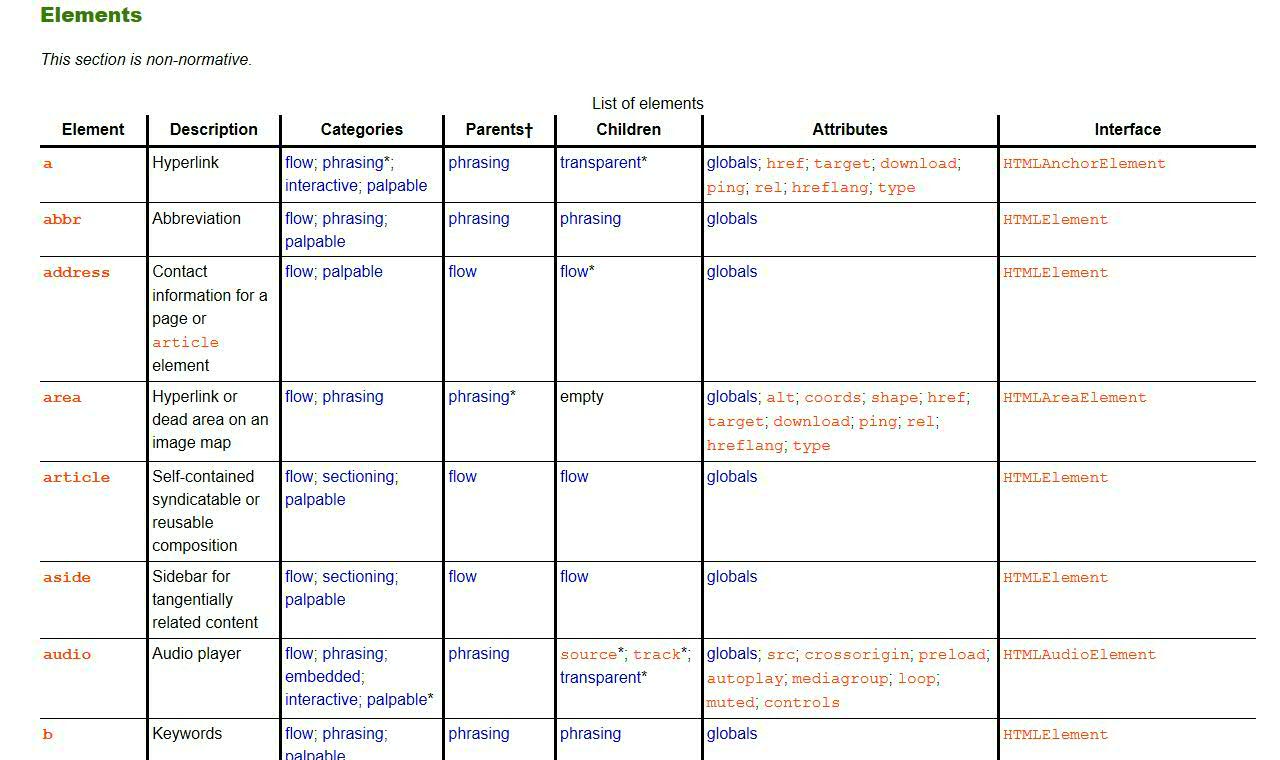 Elements
This section is non-normative.
List of elements
Element Description Categories Parents† Children Attributes Interface
a Hyperlink flow; phrasing*; phrasing transparent* globals; href; target; download; HTMLAnchorElement
interactive; palpable ping; rel; hreflang; type
abbr Abbreviation flow; phrasing; phrasing phrasing globals HTMLElement
palpable
address Contact flow; palpable flow flow* globals HTMLElement
information for a
page or
article
element
area Hyperlink or flow; phrasing phrasing* empty globals; alt; coords; shape; href; HTMLAreaElement
dead area on an target; download; ping; rel;
image map hreflang; type
article Self-contained flow; sectioning; flow flow globals HTMLElement
syndicatable or palpable
reusable
composition
aside Sidebar for flow; sectioning; flow flow globals HTMLElement
tangentially palpable
related content
audio Audio player flow; phrasing; phrasing source*; track*; globals; src; crossorigin; preload; HTMLAudioElement
embedded; transparent* autoplay; mediagroup; loop;
interactive; palpable* muted; controls
b Keywords flow; phrasing; phrasing phrasing globals HTMLElement
palpable